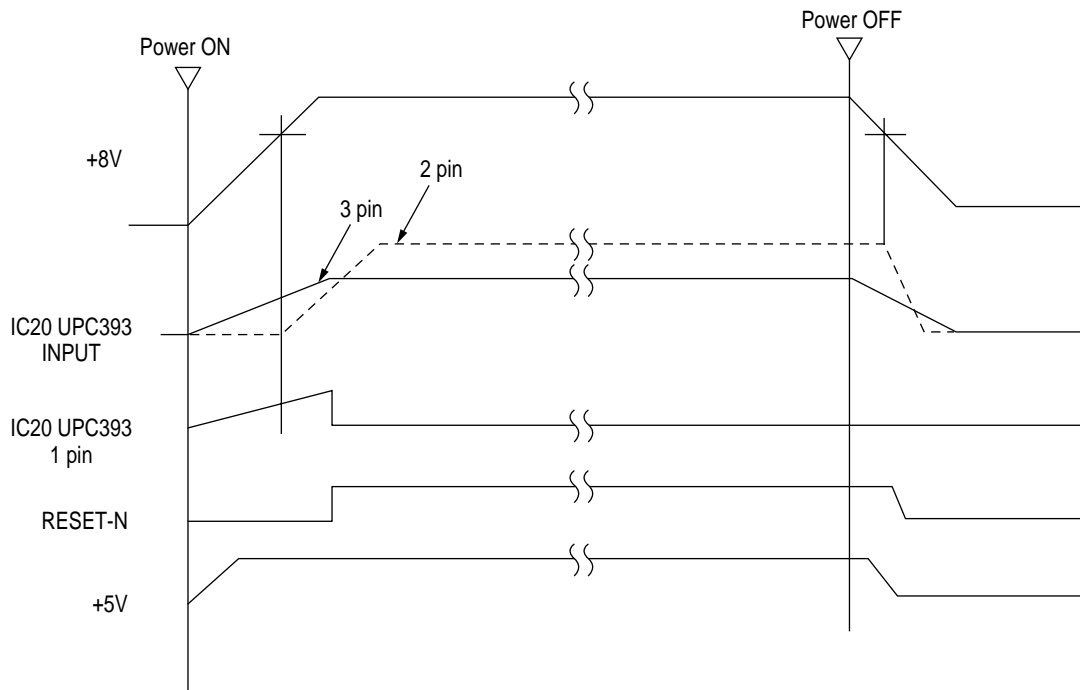 Power OFF
Power ON
+8V
2 pin
3 pin
IC20 UPC393
INPUT
IC20 UPC393
1 pin
RESET-N
+5V